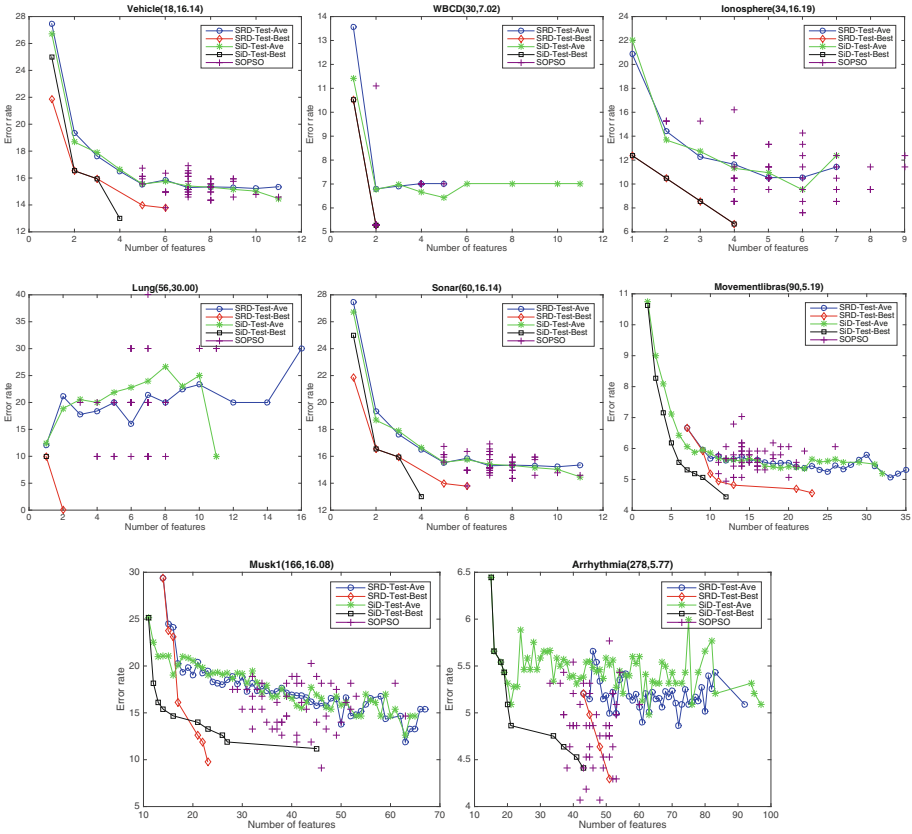 Vehicle(18,16.14)
Error rate
28
26
24
22
20
18
16
14
12
0 2 4 6 8 10 12
Number of features
SRD-Test-Ave
SRD-Test-Best
SiD-Test-Ave
SiD-Test-Best
SOPSO
WBCD(30,7.02)
Error rate
14
13
12
11
10
9
8
7
6
5
0 2 4 6 8 10 12
Number of features
SRD-Test-Ave
SRD-Test-Best
SiD-Test-Ave
SiD-Test-Best
SOPSO
Ionosphere(34,16.19)
Error rate
24
22
20
18
16
14
12
10
8
6
1 2 3 4 5 6 7 8 9
Number of features
SRD-Test-Ave
SRD-Test-Best
SiD-Test-Ave
SiD-Test-Best
SOPSO
Lung(56,30.00)
Error rate
40
35
30
25
20
15
10
5
0
0 2 4 6 8 10 12 14 16
Number of features
SRD-Test-Ave
SRD-Test-Best
SiD-Test-Ave
SiD-Test-Best
SOPSO
Sonar(60,16.14)
Error rate
28
26
24
22
20
18
16
14
12
0 2 4 6 8 10 12
Number of features
SRD-Test-Ave
SRD-Test-Best
SiD-Test-Ave
SiD-Test-Best
SOPSO
Movementlibras(90,5.19)
Error rate
11
10
9
8
7
6
5
4
0 5 10 15 20 25 30 35
Number of features
SRD-Test-Ave
SRD-Test-Best
SiD-Test-Ave
SiD-Test-Best
SOPSO
Musk1(166,16.08)
Error rate
30
25
20
15
10
5
10 20 30 40 50 60 70
Number of features
SRD-Test-Ave
SRD-Test-Best
SiD-Test-Ave
SiD-Test-Best
SOPSO
Arrhythmia(278,5.77)
Error rate
6.5
6
5.5
5
4.5
4
10 20 30 40 50 60 70 80 90 100
Number of features
SRD-Test-Ave
SRD-Test-Best
SiD-Test-Ave
SiD-Test-Best
SOPSO